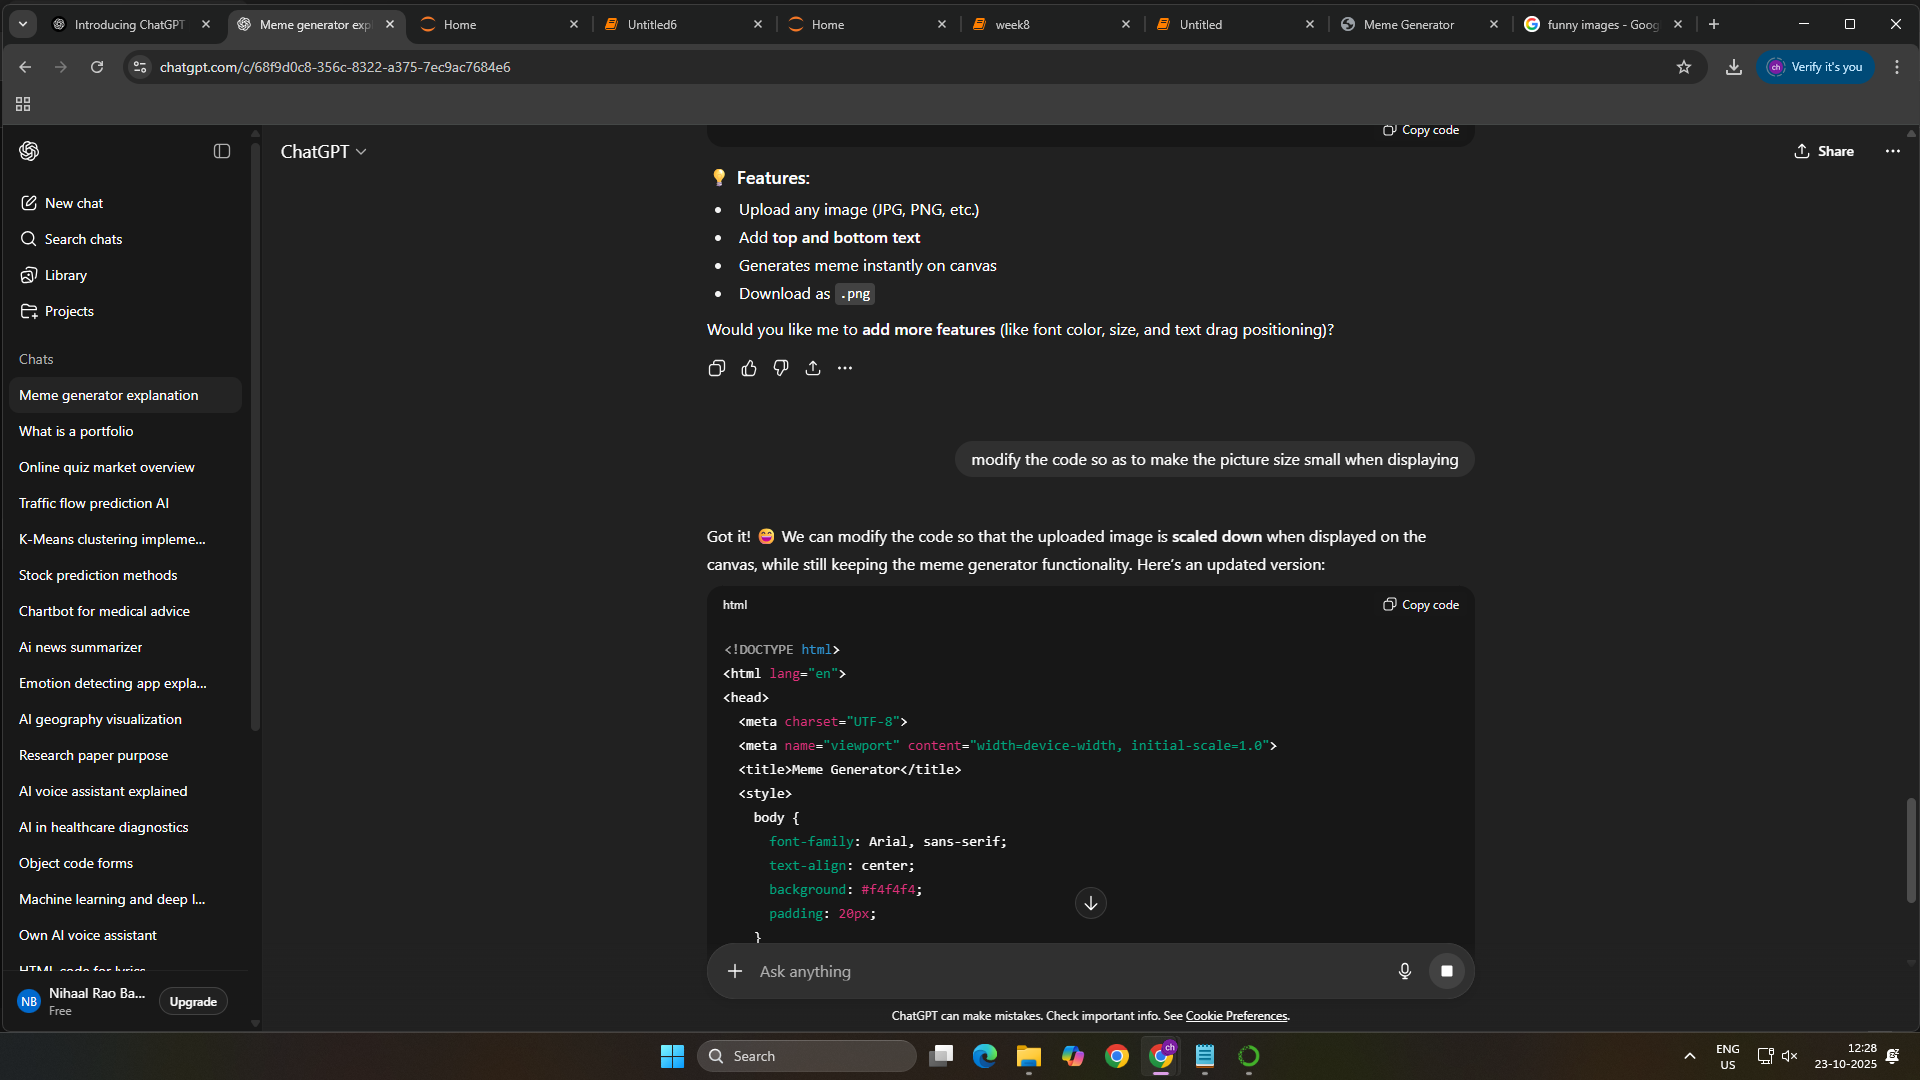 Introducing ChatGPT
Meme generator exp
Home
Untitled6
Home
week8
Untitled
Meme Generator
funny images - Goog
chatgpt.com/c/68f9d0c8-356c-8322-a375-7ec9ac7684e6
ch
Verify it's you
ChatGPT
Copy code
Share
New chat
Search chats
Library
Projects
Chats
Meme generator explanation
What is a portfolio
Online quiz market overview
Traffic flow prediction AI
K-Means clustering impleme...
Stock prediction methods
Chartbot for medical advice
Ai news summarizer
Emotion detecting app expla...
AI geography visualization
Research paper purpose
AI voice assistant explained
AI in healthcare diagnostics
Object code forms
Machine learning and deep l...
Own AI voice assistant
HTML code for lyrics
NB
Nihaal Rao Ba...
Free
Upgrade
💡 Features:
• Upload any image (JPG, PNG, etc.)
• Add top and bottom text
• Generates meme instantly on canvas
• Download as .png
Would you like me to add more features (like font color, size, and text drag positioning)?
modify the code so as to make the picture size small when displaying
Got it! 😄 We can modify the code so that the uploaded image is scaled down when displayed on the
canvas, while still keeping the meme generator functionality. Here's an updated version:
html
Copy code
<!DOCTYPE html>
<html lang="en">
<head>
<meta charset="UTF-8">
<meta name="viewport" content="width=device-width, initial-scale=1.0">
<title>Meme Generator</title>
<style>
body {
font-family: Arial, sans-serif;
text-align: center;
background: #f4f4f4;
padding: 20px;
}
Ask anything
ChatGPT can make mistakes. Check important info. See Cookie Preferences.
Search
ch
ENG
US
12:28
23-10-2025